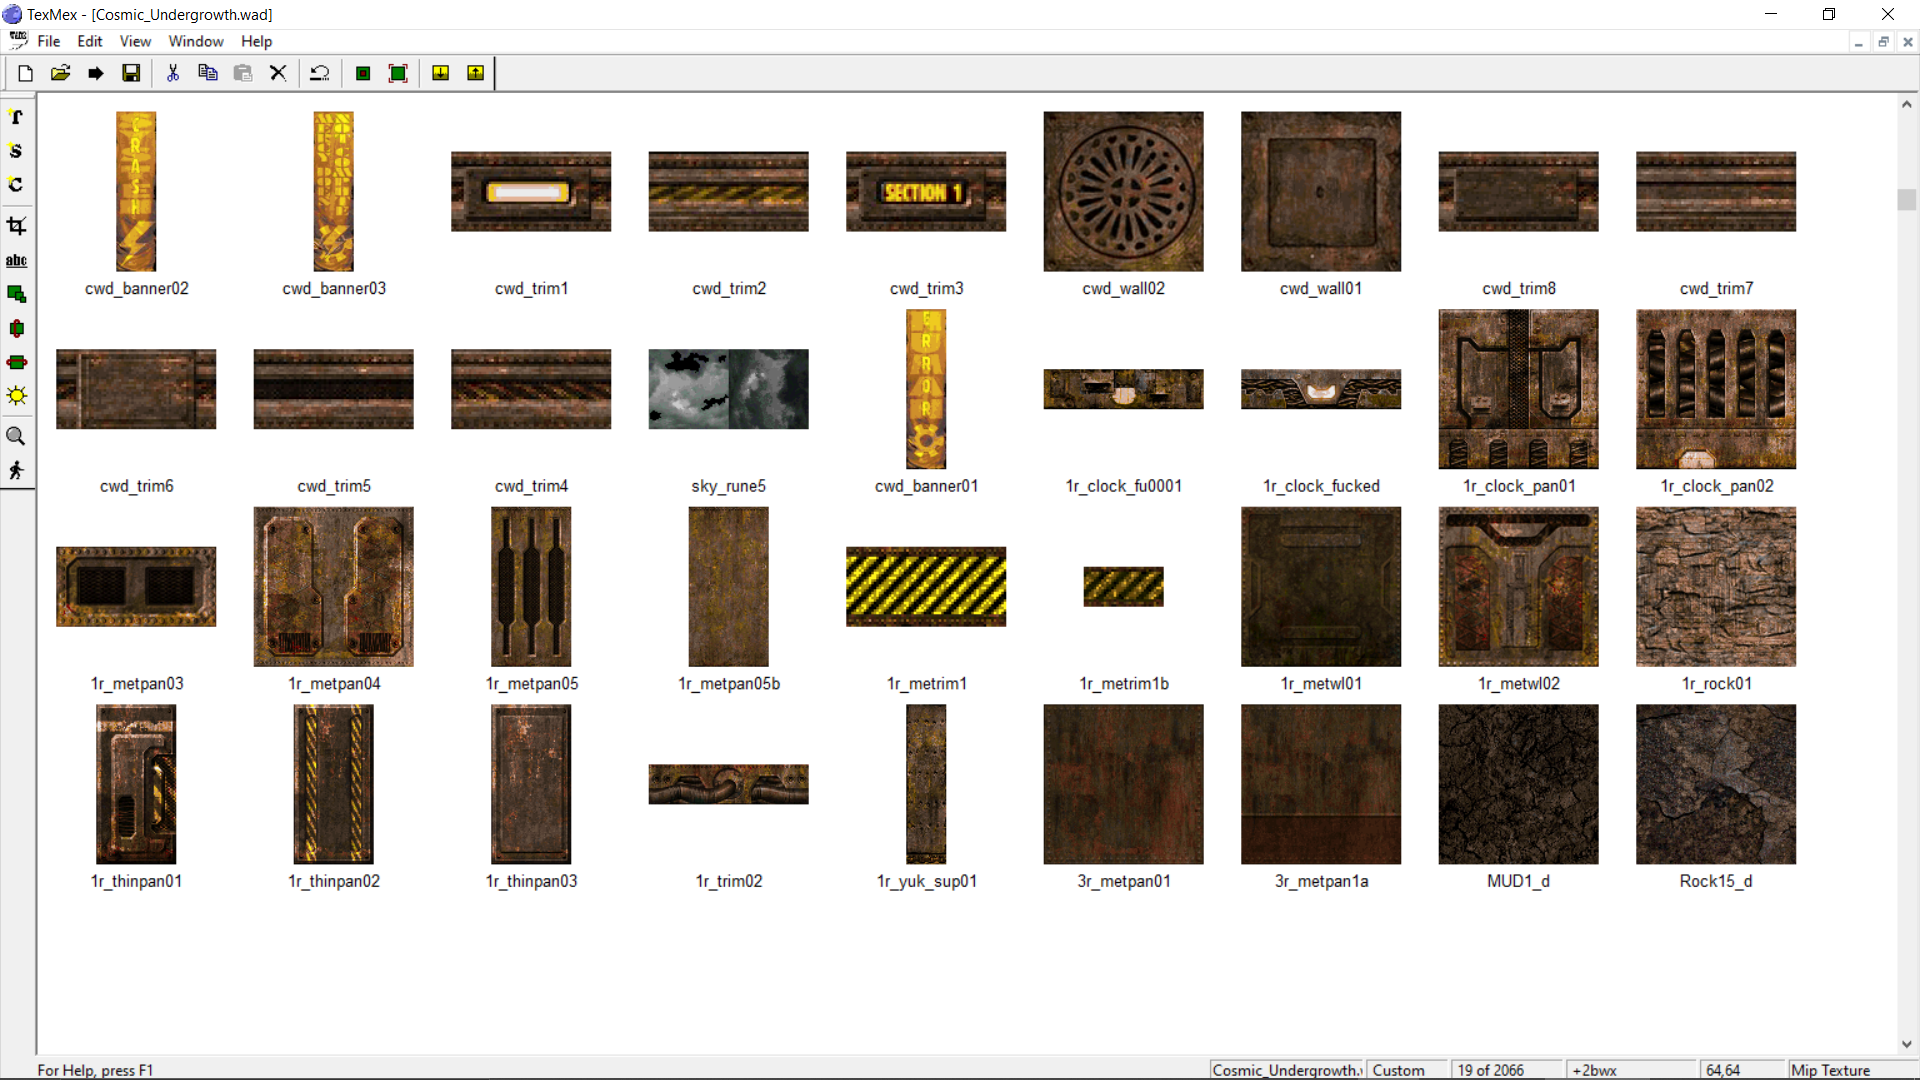 TexMex - [Cosmic_Undergrowth.wad]
File Edit View Window Help
T
S
C
abc
CRASH
SECTION 1
cwd_banner02 cwd_banner03 cwd_trim1 cwd_trim2 cwd_trim3 cwd_wall02 cwd_wall01 cwd_trim8 cwd_trim7
ERROR
cwd_trim6 cwd_trim5 cwd_trim4 sky_rune5 cwd_banner01 1r_clock_fu0001 1r_clock_fucked 1r_clock_pan01 1r_clock_pan02
1r_metpan03 1r_metpan04 1r_metpan05 1r_metpan05b 1r_metrim1 1r_metrim1b 1r_metwl01 1r_metwl02 1r_rock01
1r_thinpan01 1r_thinpan02 1r_thinpan03 1r_trim02 1r_yuk_sup01 3r_metpan01 3r_metpan1a MUD1_d Rock15_d
For Help, press F1 Cosmic_Undergrowth. Custom 19 of 2066 +2bwx 64,64 Mip Texture